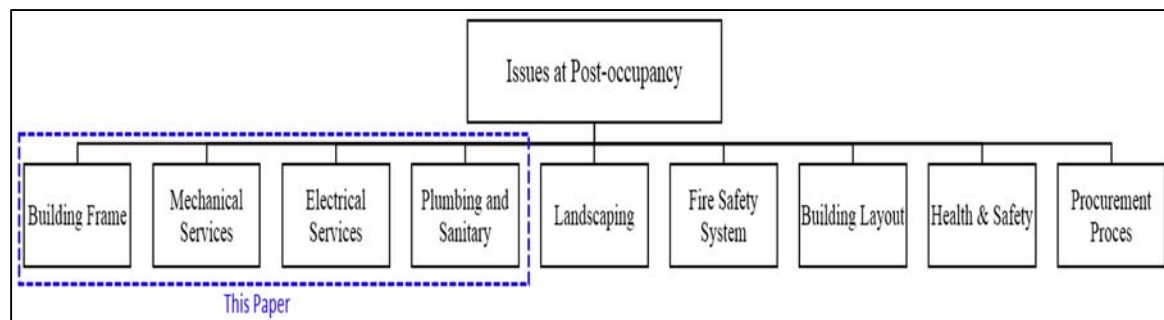 Issues at Post-occupancy
Building Frame
Mechanical
Services
Electrical
Services
Plumbing and
Sanitary
Landscaping
Fire Safety
System
Building Layout
Health & Safety
Procurement
Proces
This Paper